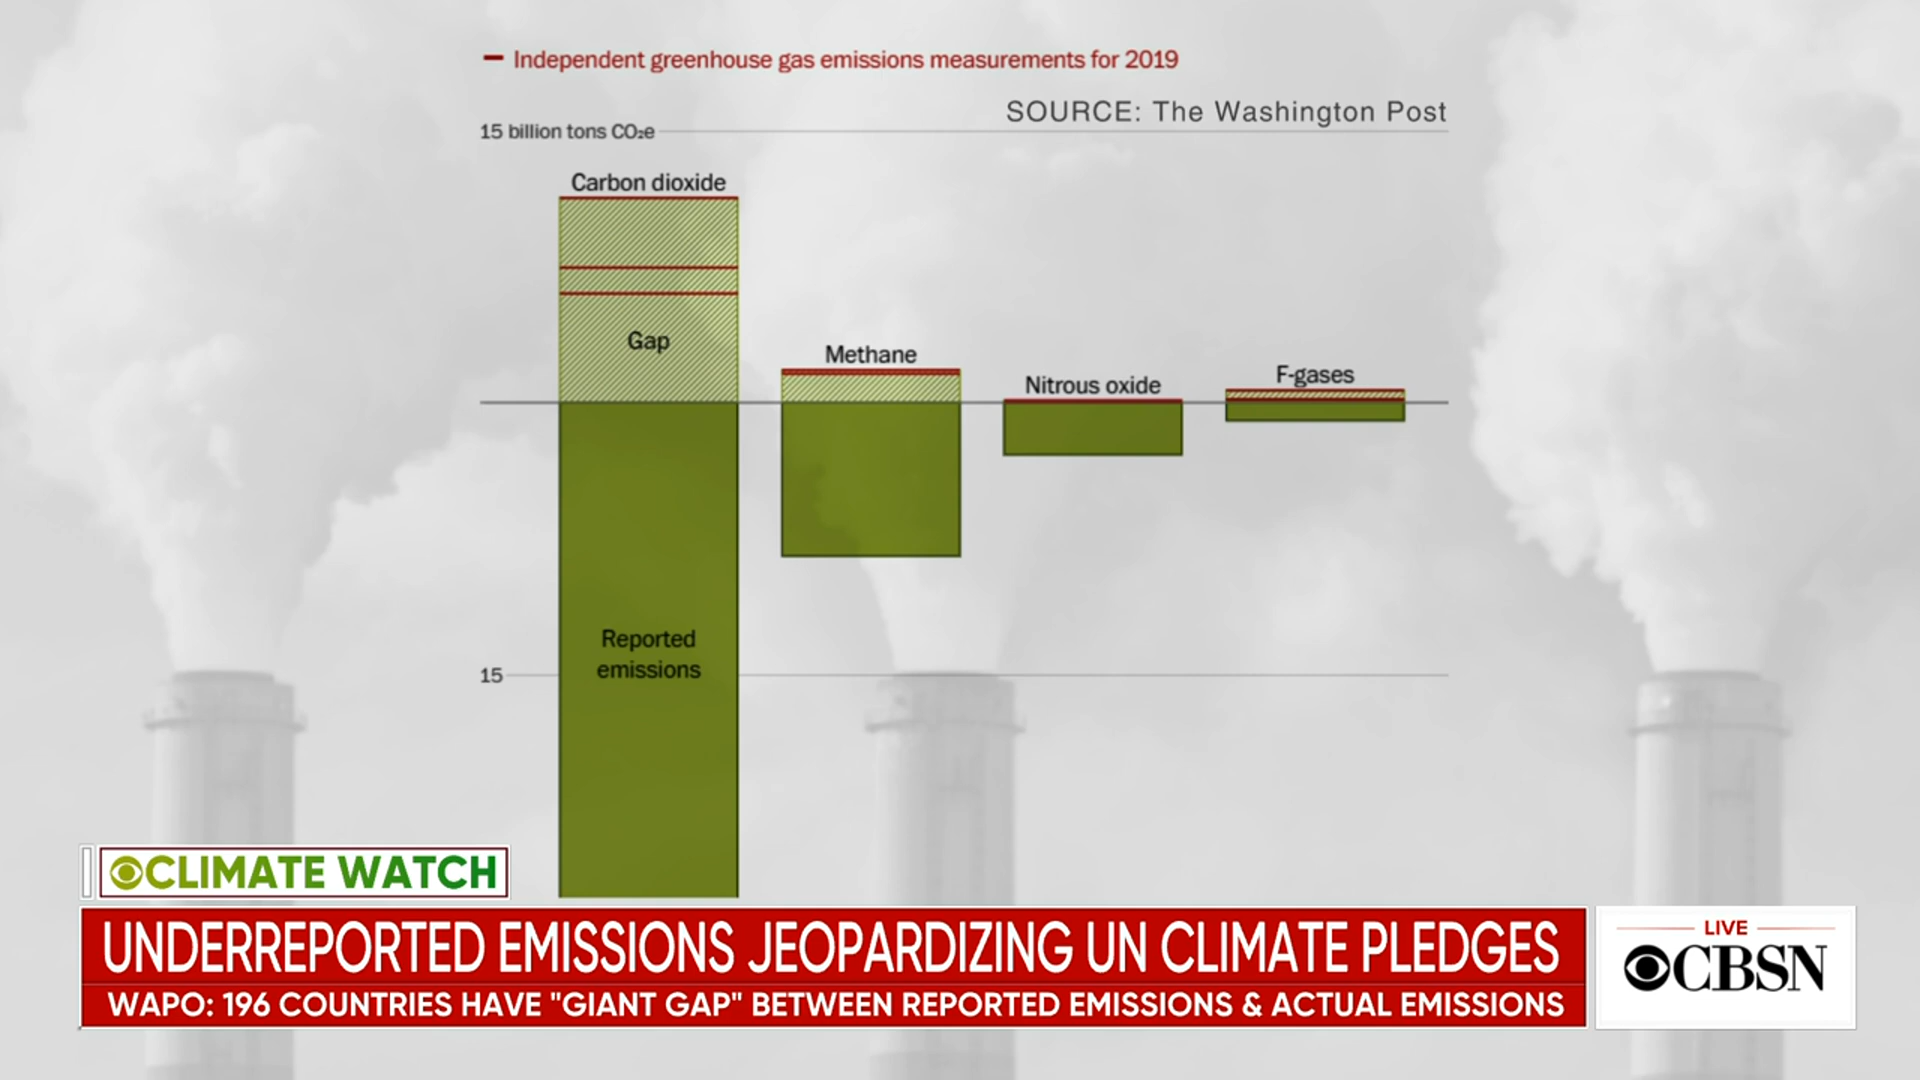 Independent greenhouse gas emissions measurements for 2019
SOURCE: The Washington Post
15 billion tons CO₂e
Carbon dioxide
Gap
Methane
Nitrous oxide
F-gases
Reported
emissions
15
CLIMATE WATCH
UNDERREPORTED EMISSIONS JEOPARDIZING UN CLIMATE PLEDGES
WAPO: 196 COUNTRIES HAVE "GIANT GAP" BETWEEN REPORTED EMISSIONS & ACTUAL EMISSIONS
LIVE
CBSN